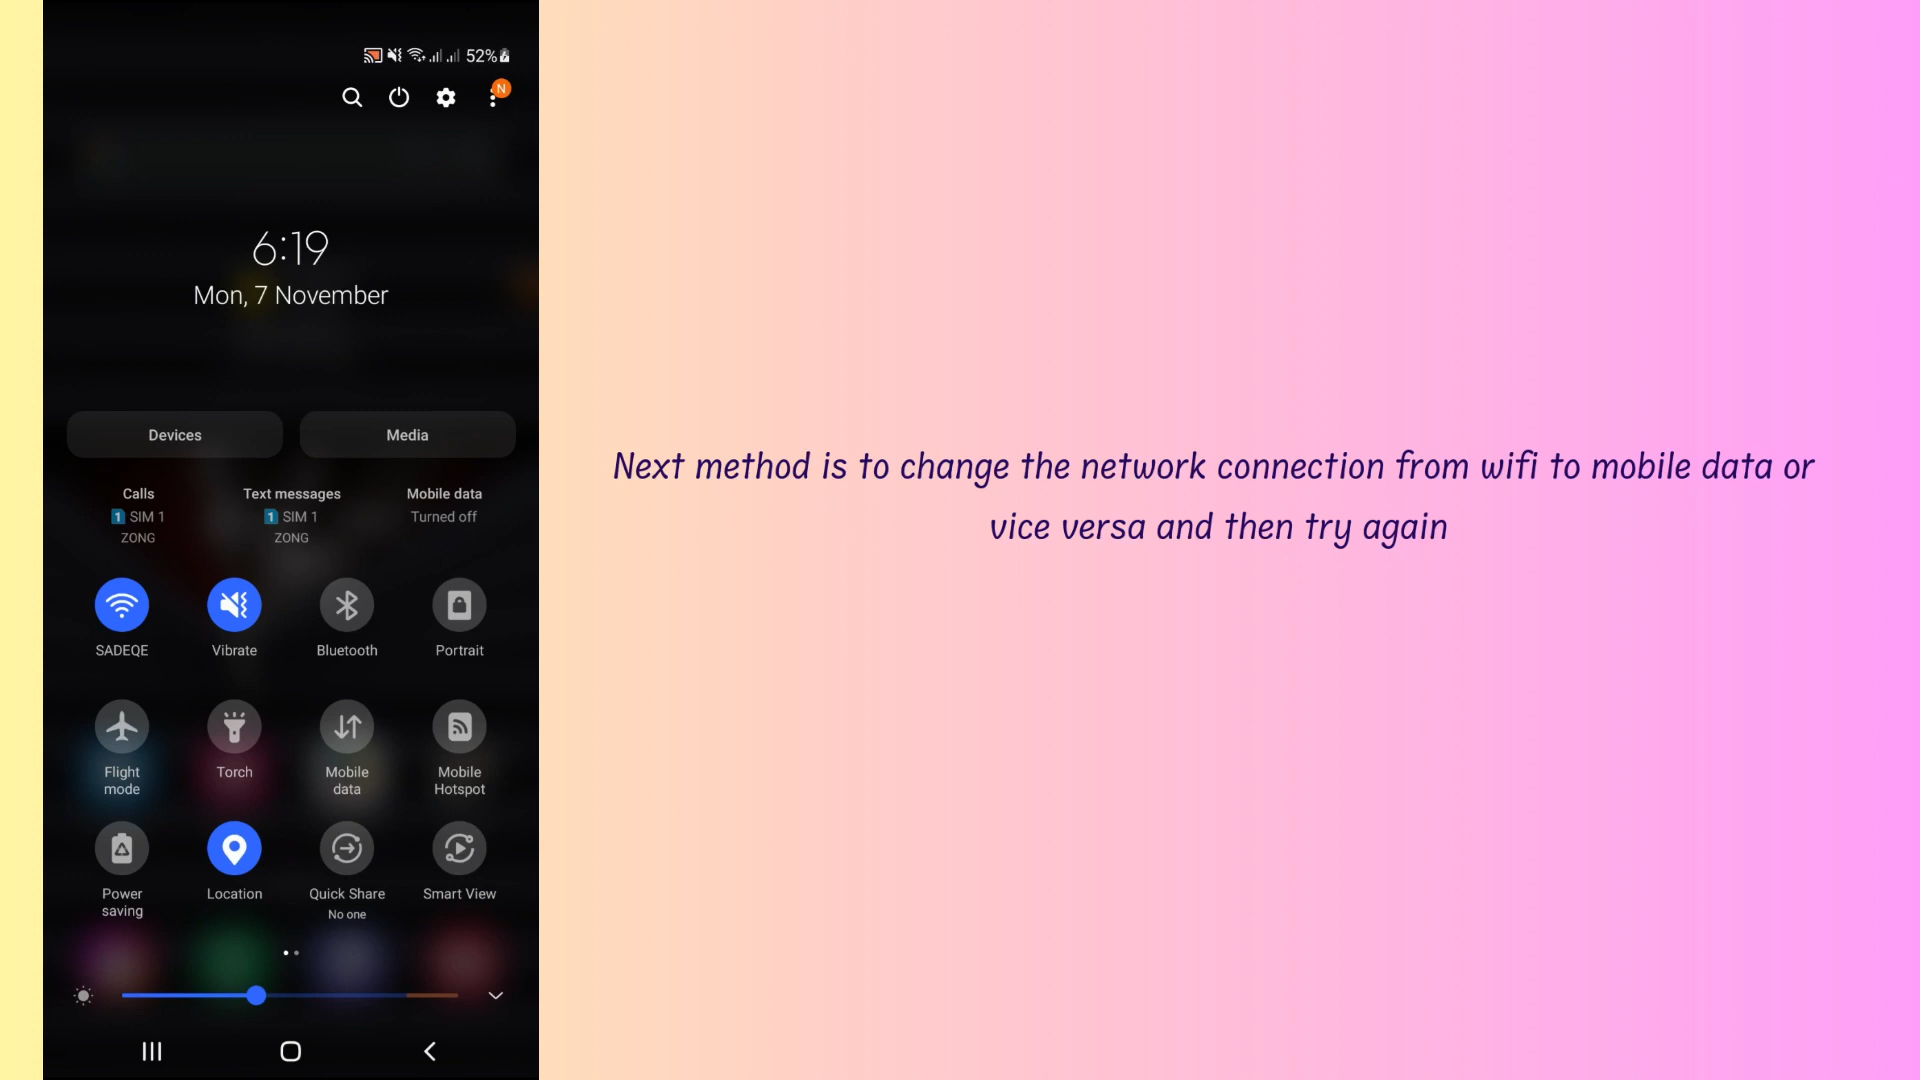 52%
N
6:19
Mon, 7 November
Devices
Media
Calls
1 SIM 1
ZONG
Text messages
1 SIM 1
ZONG
Mobile data
Turned off
SADEQE
Vibrate
Bluetooth
Portrait
Flight
mode
Torch
Mobile
data
Mobile
Hotspot
Power
saving
Location
Quick Share
No one
Smart View
Next method is to change the network connection from wifi to mobile data or
vice versa and then try again